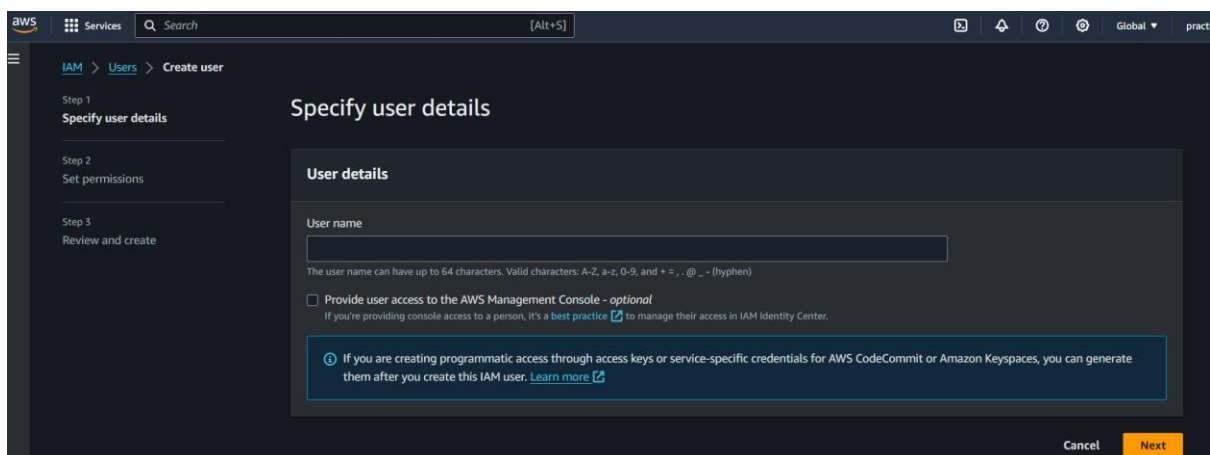 aws
Services
Search
[Alt+S]
Global
pract
IAM > Users > Create user
Step 1
Specify user details
Step 2
Set permissions
Step 3
Review and create
Specify user details
User details
User name
The user name can have up to 64 characters. Valid characters: A-Z, a-z, 0-9, and + = , . @ _ - (hyphen)
Provide user access to the AWS Management Console - optional
If you're providing console access to a person, it's a best practice to manage their access in IAM Identity Center.
If you are creating programmatic access through access keys or service-specific credentials for AWS CodeCommit or Amazon Keyspaces, you can generate
them after you create this IAM user. Learn more
Cancel
Next